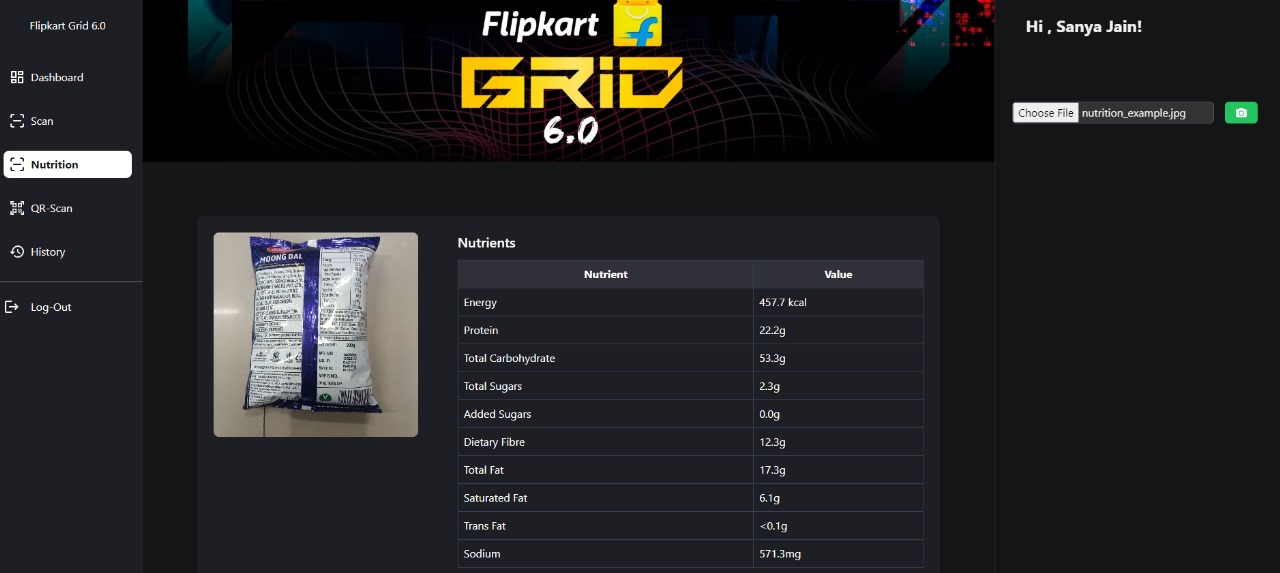 Flipkart Grid 6.0
Dashboard
Scan
Nutrition
QR-Scan
History
Log-Out
Flipkart
GRiD
6.0
Hi , Sanya Jain!
Choose File nutrition_example.jpg
MOONG DAL
200g
Nutrients
Nutrient Value
Energy 457.7 kcal
Protein 22.2g
Total Carbohydrate 53.3g
Total Sugars 2.3g
Added Sugars 0.0g
Dietary Fibre 12.3g
Total Fat 17.3g
Saturated Fat 6.1g
Trans Fat <0.1g
Sodium 571.3mg